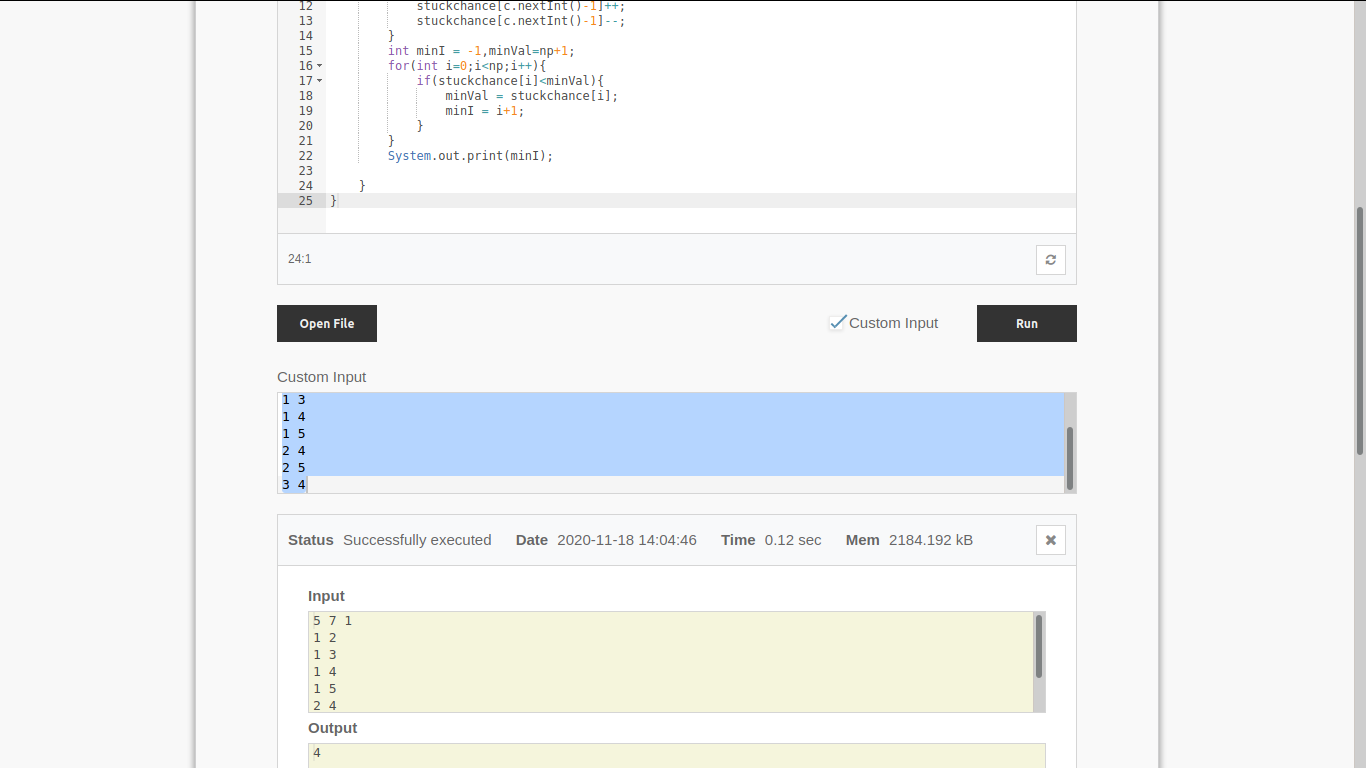 12 stuckchance[c.nextInt()-1]++;
13 stuckchance[c.nextInt()-1]--;
14 }
15 int minI = -1,minVal=np+1;
16 for(int i=0;i<np;i++){
17 if(stuckchance[i]<minVal){
18 minVal = stuckchance[i];
19 minI = i+1;
20 }
21 }
22 System.out.print(minI);
23
24 }
25 }
24:1
Open File Custom Input Run
Custom Input
1 3
1 4
1 5
2 4
2 5
3 4
Status Successfully executed Date 2020-11-18 14:04:46 Time 0.12 sec Mem 2184.192 kB
Input
5 7 1
1 2
1 3
1 4
1 5
2 4
Output
4